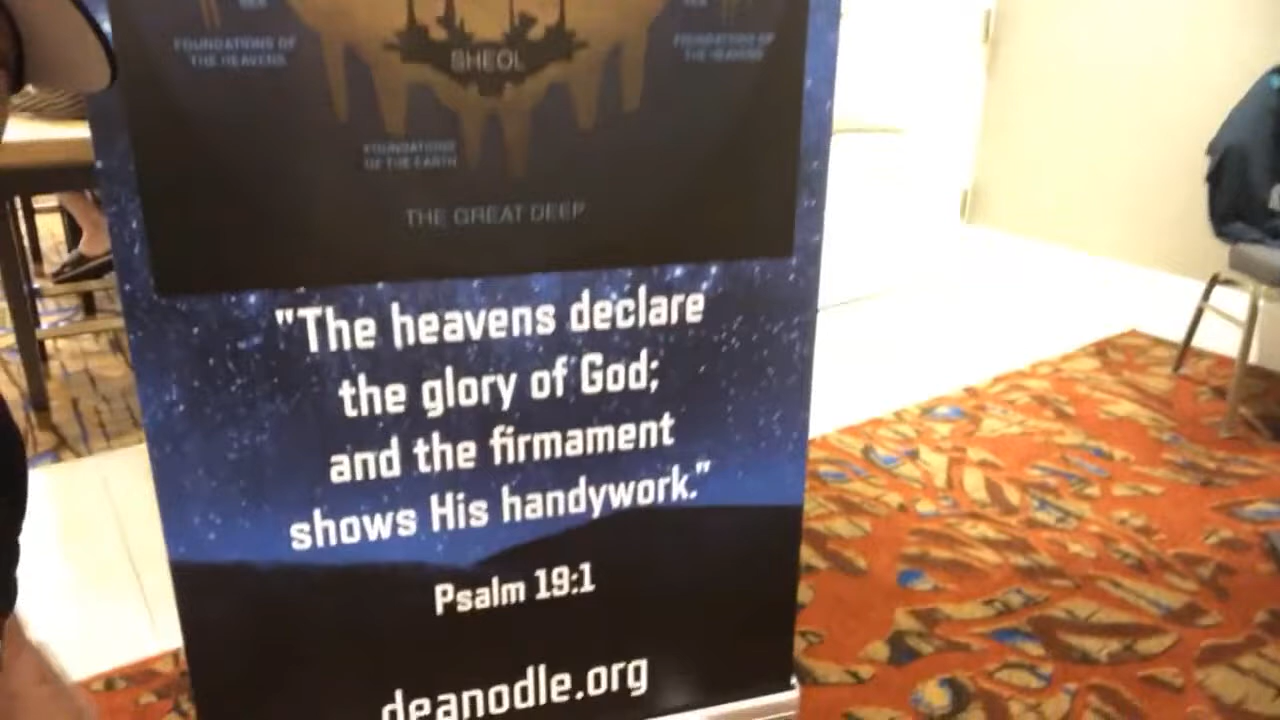 FOUNDATIONS OF
THE HEAVENS
SHEOL
FOUNDATIONS OF
THE HEAVENS
FOUNDATIONS
OF THE EARTH
THE GREAT DEEP
"The heavens declare
the glory of God;
and the firmament
shows His handywork."
Psalm 19:1
deanodle.org